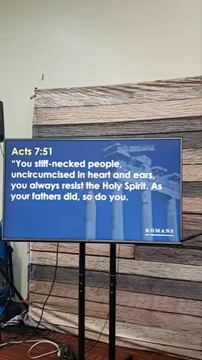 Acts 7:51
“You stiff-necked people,
uncircumcised in heart and ears,
you always resist the Holy Spirit. As
your fathers did, so do you.
ROMANS